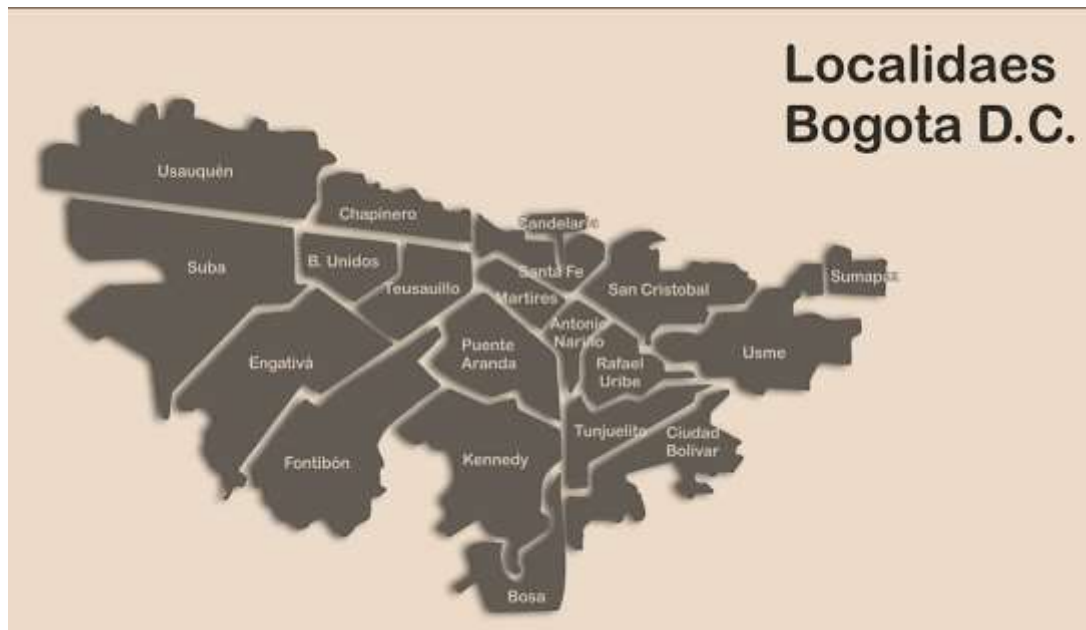 Localidaes
Bogota D.C.
Usauquén
Chapinero
Candelaria
Suba
B. Unidos
Teusauillo
Santa Fe
Martires
San Cristobal
Sumapaz
Engativá
Puente
Aranda
Antonio
Nariño
Rafael
Uribe
Usme
Fontibón
Kennedy
Tunjuelito
Ciudad
Bolivar
Bosa